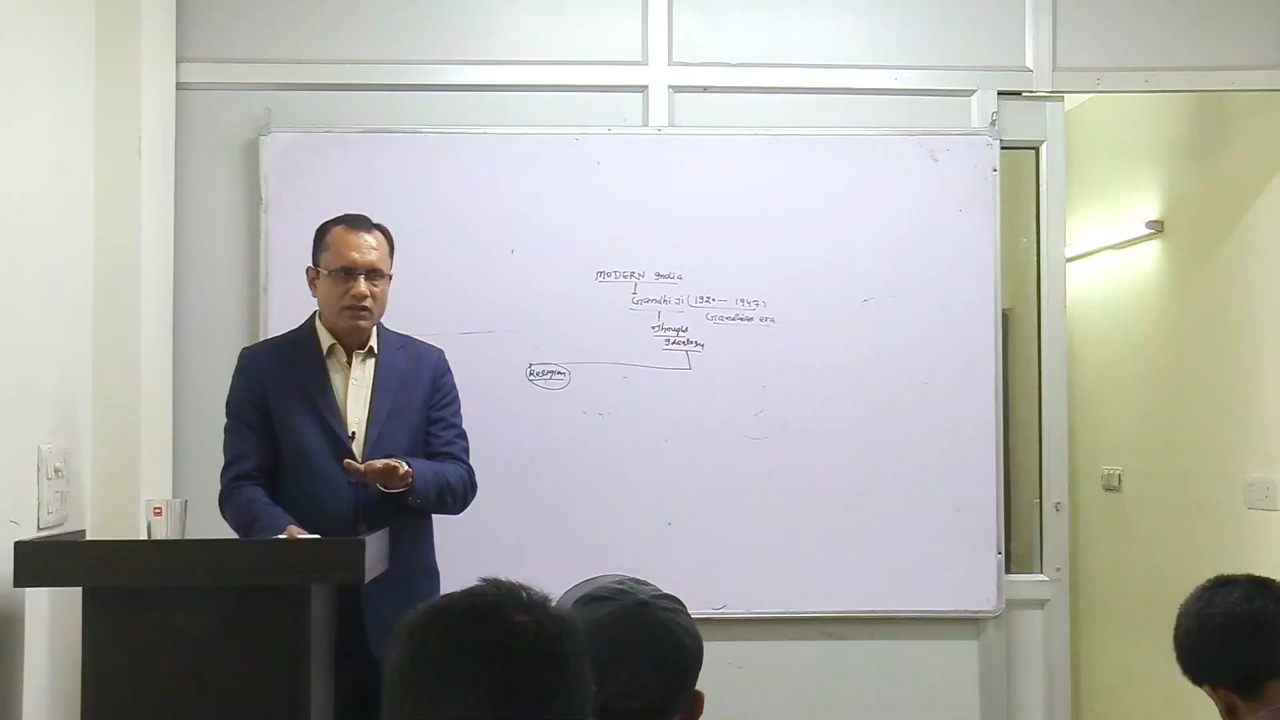 MODERN India
Gandhi Ji (1920 — 1947)
Gandhian era
Thought
Ideology
Religion